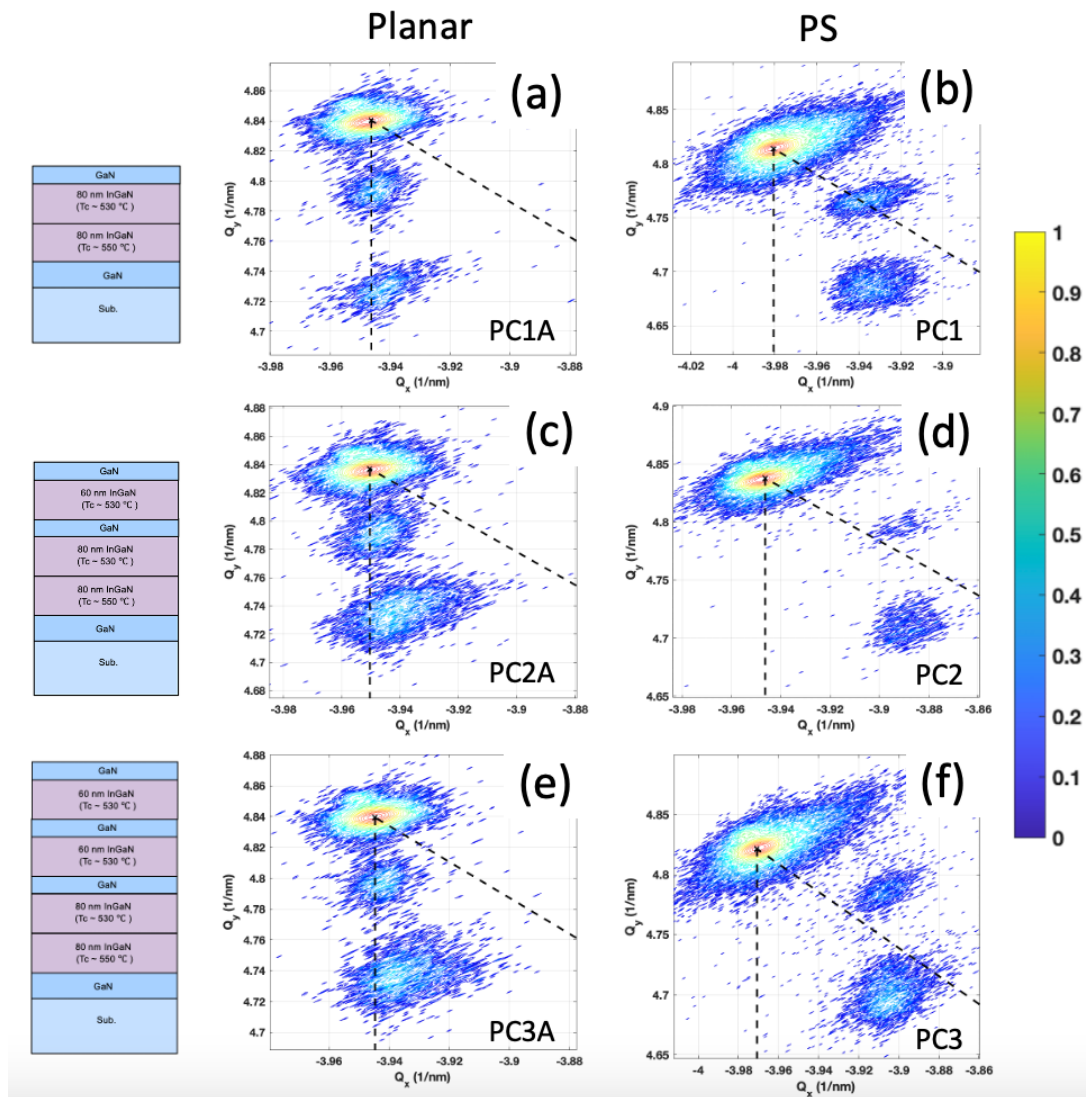 Planar
PS
(a)
4.86
4.84
4.82
4.8
4.78
4.76
4.74
4.72
4.7
Q_y (1/nm)
-3.98
-3.96
-3.94
-3.92
-3.9
-3.88
Q_x (1/nm)
PC1A
(b)
4.85
4.8
4.75
4.7
4.65
Q_y (1/nm)
-4.02
-4
-3.98
-3.96
-3.94
-3.92
-3.9
Q_x (1/nm)
PC1
GaN
80 nm InGaN
(Tc ~ 530 ℃ )
80 nm InGaN
(Tc ~ 550 ℃ )
GaN
Sub.
1
0.9
0.8
0.7
0.6
0.5
0.4
0.3
0.2
0.1
0
(c)
4.88
4.86
4.84
4.82
4.8
4.78
4.76
4.74
4.72
4.7
4.68
Q_y (1/nm)
-3.98
-3.96
-3.94
-3.92
-3.9
-3.88
Q_x (1/nm)
PC2A
(d)
4.9
4.85
4.8
4.75
4.7
4.65
Q_y (1/nm)
-3.98
-3.96
-3.94
-3.92
-3.9
-3.88
-3.86
Q_x (1/nm)
PC2
GaN
60 nm InGaN
(Tc ~ 530 ℃ )
GaN
80 nm InGaN
(Tc ~ 530 ℃ )
80 nm InGaN
(Tc ~ 550 ℃ )
GaN
Sub.
(e)
4.88
4.86
4.84
4.82
4.8
4.78
4.76
4.74
4.72
4.7
Q_y (1/nm)
-3.96
-3.94
-3.92
-3.9
-3.88
Q_x (1/nm)
PC3A
(f)
4.85
4.8
4.75
4.7
4.65
Q_y (1/nm)
-4
-3.98
-3.96
-3.94
-3.92
-3.9
-3.88
-3.86
Q_x (1/nm)
PC3
GaN
60 nm InGaN
(Tc ~ 530 ℃ )
GaN
60 nm InGaN
(Tc ~ 530 ℃ )
GaN
80 nm InGaN
(Tc ~ 530 ℃ )
80 nm InGaN
(Tc ~ 550 ℃ )
GaN
Sub.